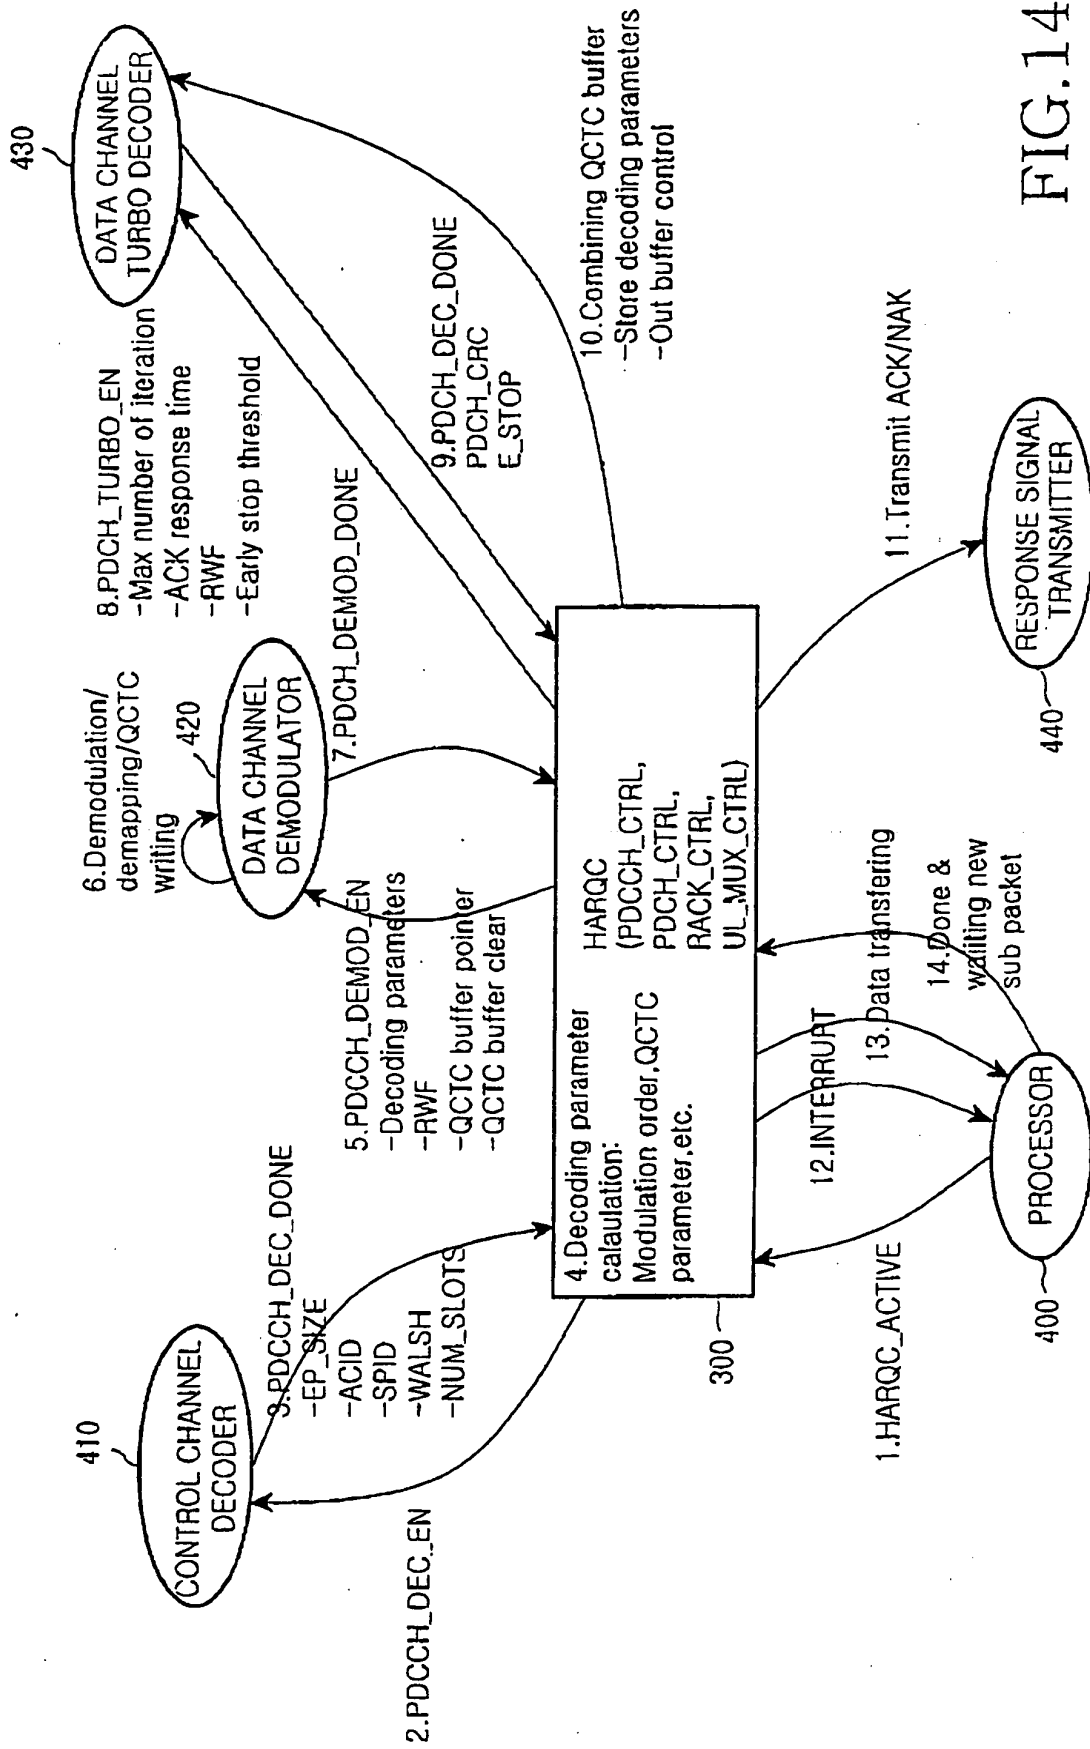 410
CONTROL CHANNEL
DECODER
2.PDCCH_DEC_EN
3.PDCCH_DEC_DONE
-EP_SIZE
-ACID
-SPID
-WALSH
-NUM_SLOTS
6.Demodulation/
demapping/QCTC
writing
420
DATA CHANNEL
DEMODULATOR
5.PDCCH_DEMOD_EN
-Decoding parameters
-RWF
-QCTC buffer pointer
-QCTC buffer clear
7.PDCH_DEMOD_DONE
430
DATA CHANNEL
TURBO DECODER
8.PDCH_TURBO_EN
-Max number of iteration
-ACK response time
-RWF
-Early stop threshold
9.PDCH_DEC_DONE
PDCH_CRC
E_STOP
10.Combining QCTC buffer
-Store decoding parameters
-Out buffer control
300
4.Decoding parameter
calaulation:
Modulation order,QCTC
parameter,etc.
HARQC
(PDCCH_CTRL,
PDCH_CTRL,
RACK_CTRL,
UL_MUX_CTRL)
1.HARQC_ACTIVE
12.INTERRUPT
13.Data transfering
14.Done &
waiiting new
sub packet
400
PROCESSOR
11.Transmit ACK/NAK
440
RESPONSE SIGNAL
TRANSMITTER
FIG.14